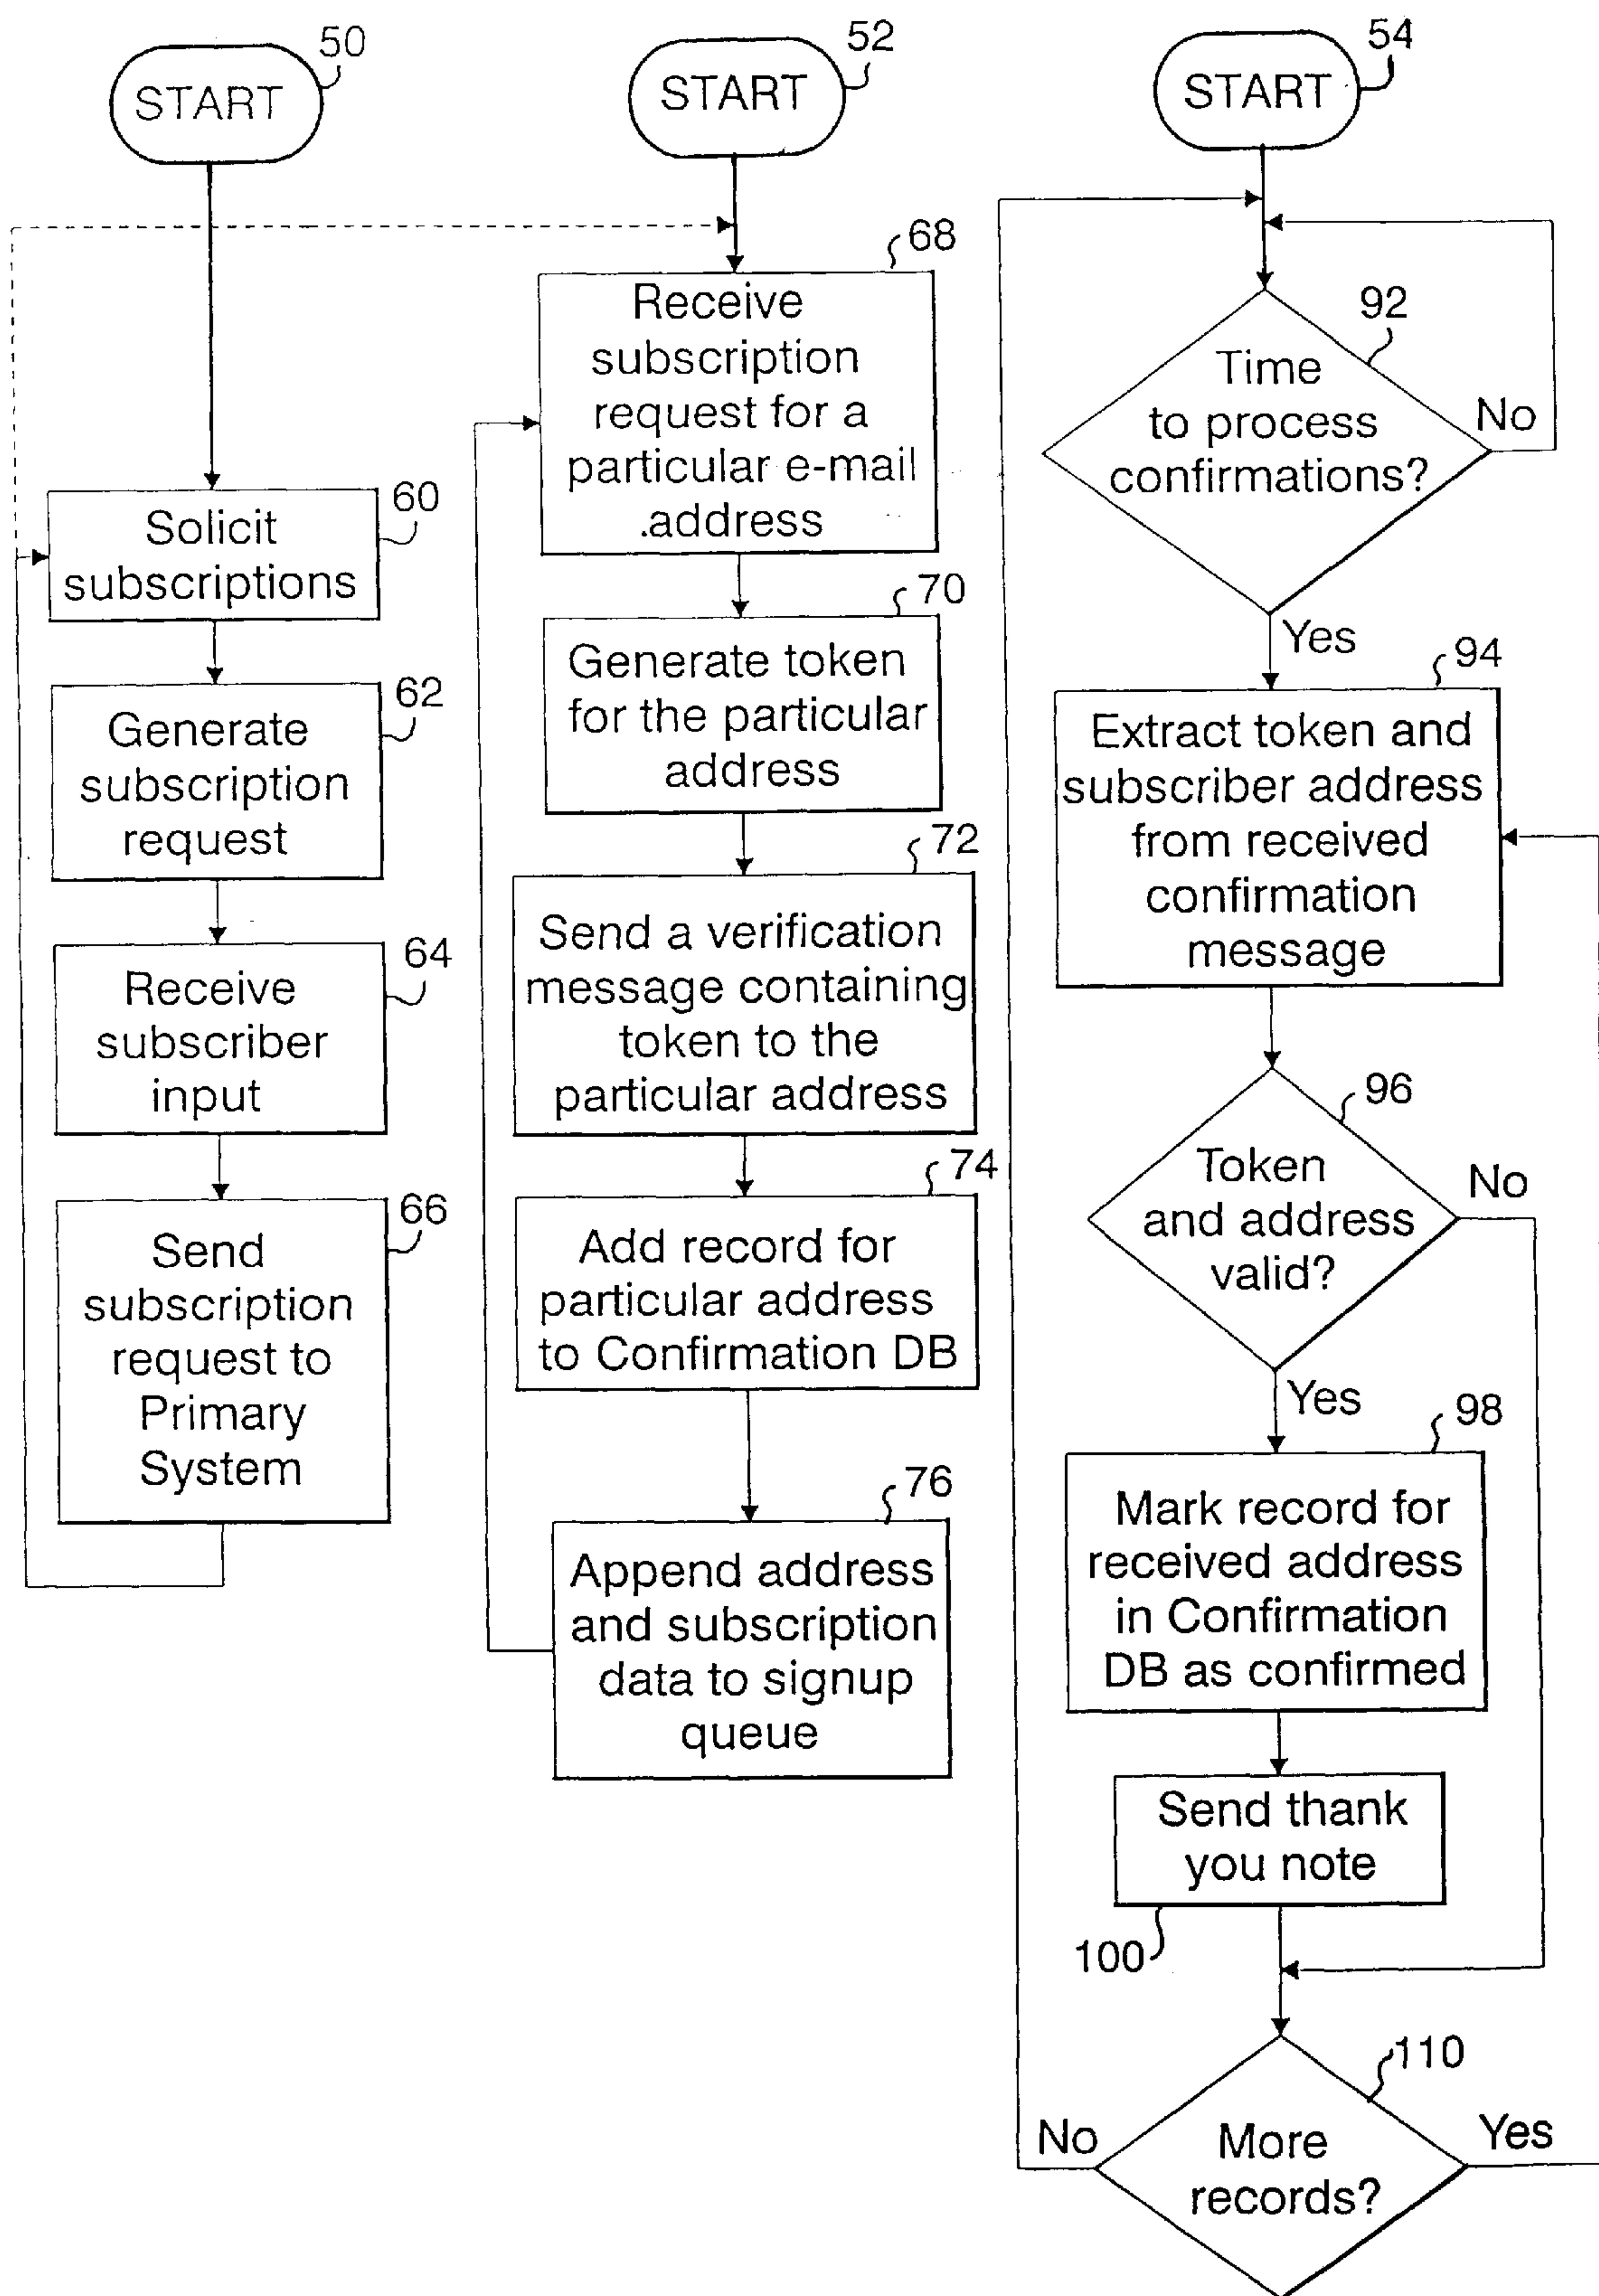 START
50
Solicit
subscriptions
60
Generate
subscription
request
62
Receive
subscriber
input
64
Send
subscription
request to
Primary
System
66
START
52
68
Receive
subscription
request for a
particular e-mail
.address
70
Generate token
for the particular
address
72
Send a verification
message containing
token to the
particular address
74
Add record for
particular address
to Confirmation DB
76
Append address
and subscription
data to signup
queue
START
54
92
Time
to process
confirmations?
No
Yes
94
Extract token and
subscriber address
from received
confirmation
message
96
Token
and address
valid?
No
Yes
98
Mark record for
received address
in Confirmation
DB as confirmed
Send thank
you note
100
110
More
records?
No
Yes